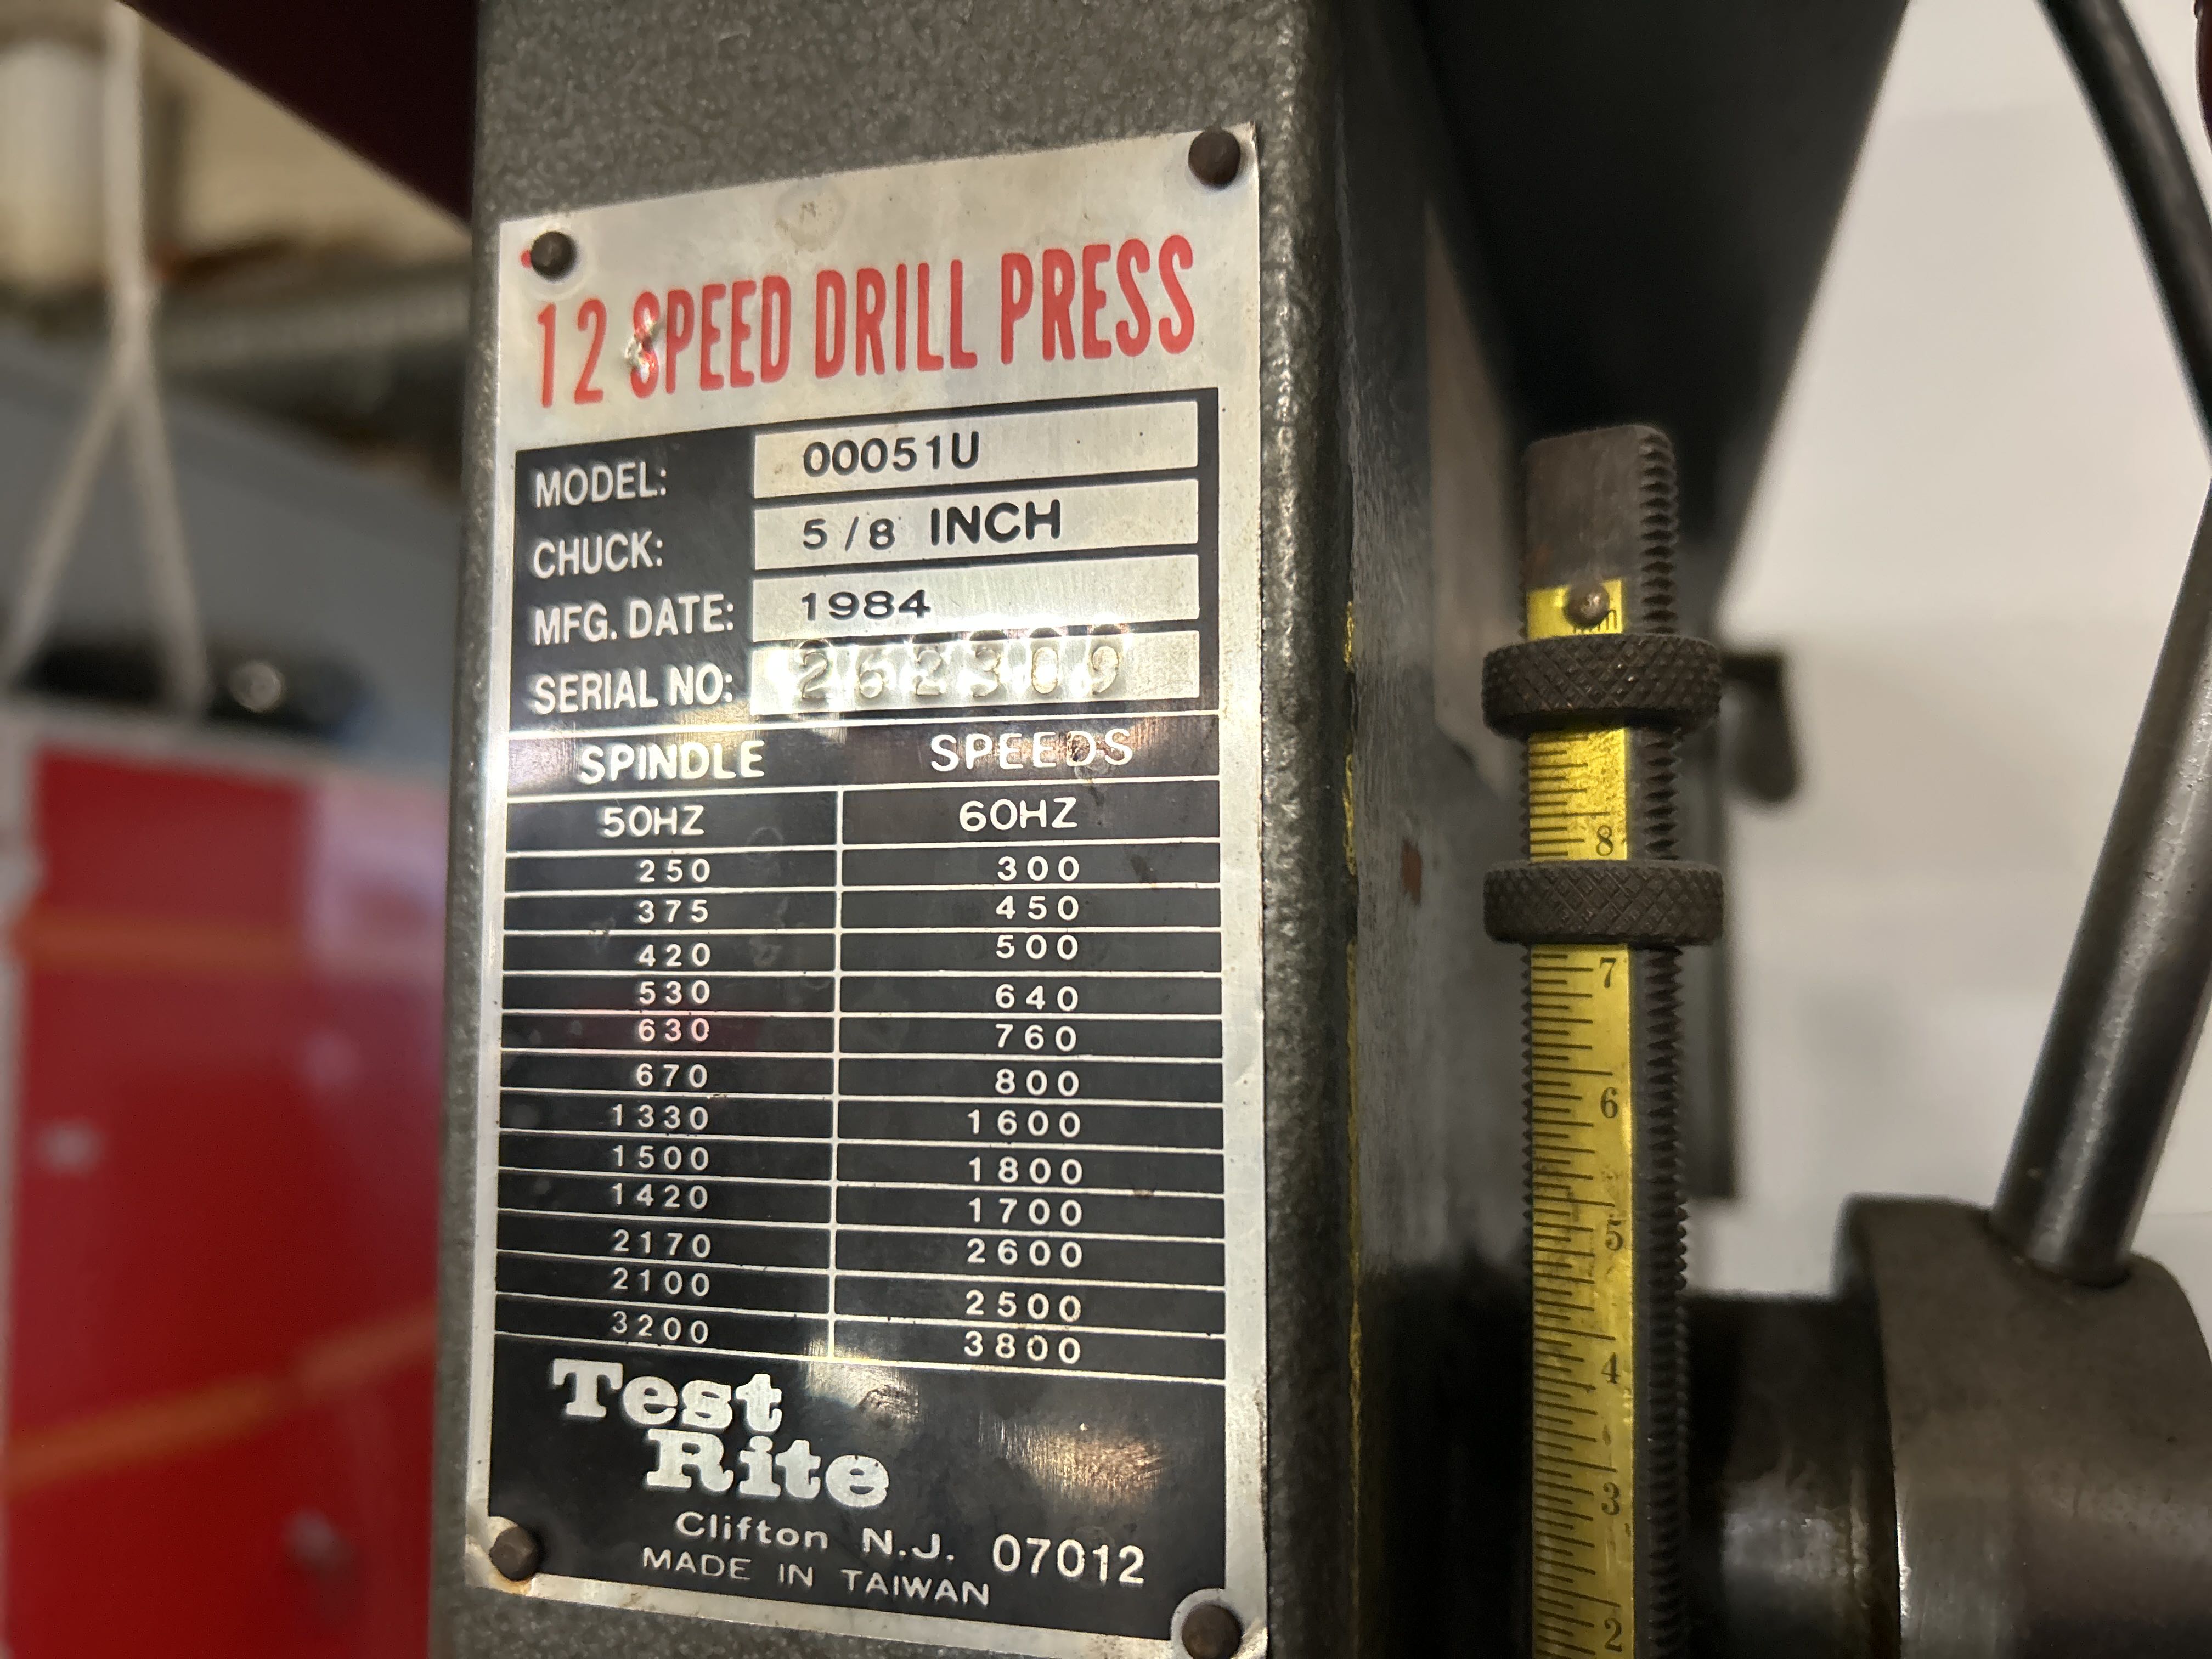 12 SPEED DRILL PRESS
MODEL: 00051U
CHUCK: 5/8 INCH
MFG. DATE: 1984
SERIAL NO: 262309
SPINDLE SPEEDS
50HZ 60HZ
250 300
375 450
420 500
530 640
630 760
670 800
1330 1600
1500 1800
1420 1700
2170 2600
2100 2500
3200 3800
Test
Rite
Clifton N.J. 07012
MADE IN TAIWAN
8
7
6
5
4
3
2